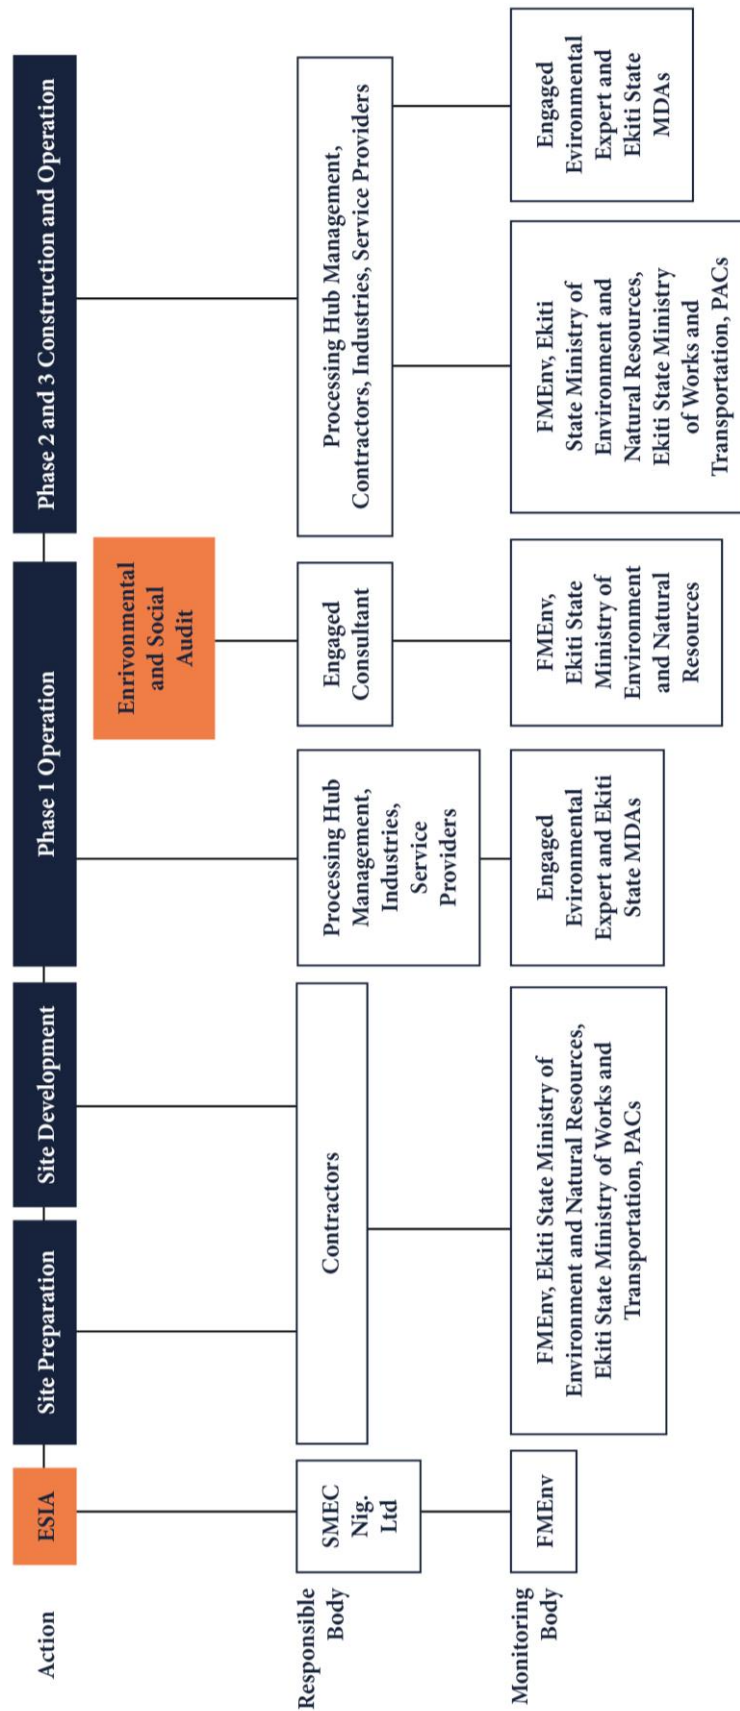 Action
ESIA
Site Preparation
Site Development
Phase 1 Operation
Phase 2 and 3 Construction and Operation
Enrivonmental
and Social
Audit
Responsible
Body
SMEC
Nig.
Ltd
Contractors
Processing Hub
Management,
Industries,
Service
Providers
Engaged
Consultant
Processing Hub Management,
Contractors, Industries, Service Providers
Monitoring
Body
FMEnv
FMEnv, Ekiti State Ministry of
Environment and Natural Resources,
Ekiti State Ministry of Works and
Transportation, PACs
Engaged
Evironmental
Expert and Ekiti
State MDAs
FMEnv,
Ekiti State
Ministry of
Environment
and Natural
Resources
FMEnv, Ekiti
State Ministry of
Environment and
Natural Resources,
Ekiti State Ministry
of Works and
Transportation, PACs
Engaged
Evironmental
Expert and
Ekiti State
MDAs